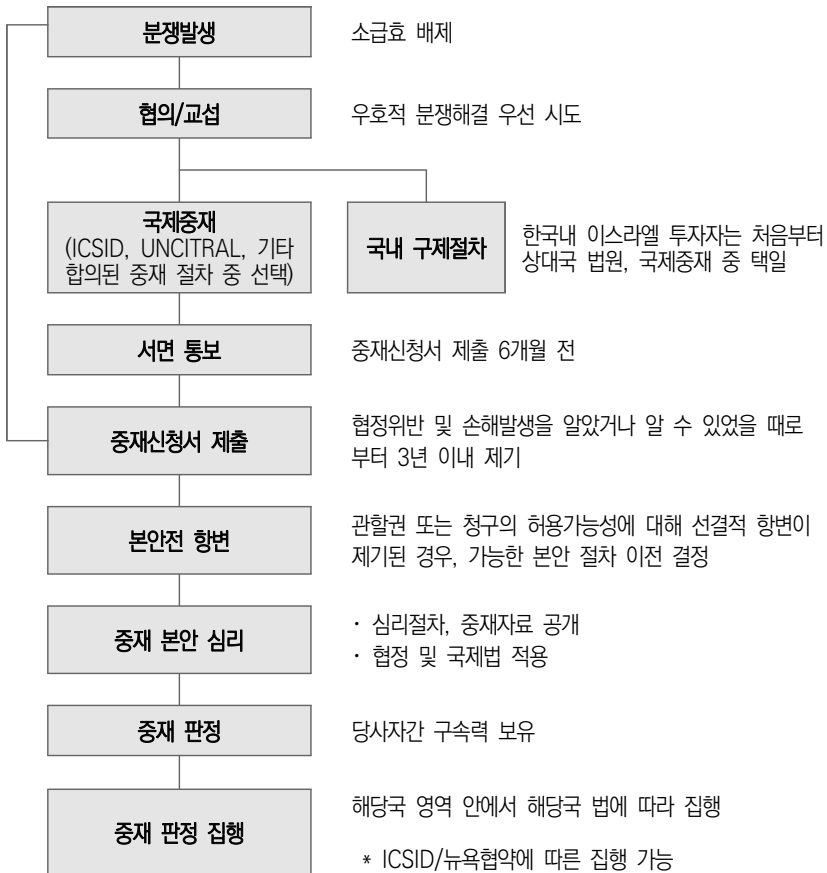 분쟁발생
소급효 배제
협의/교섭
우호적 분쟁해결 우선 시도
국제중재
(ICSID, UNCITRAL, 기타
합의된 중재 절차 중 선택)
국내 구제절차
한국내 이스라엘 투자자는 처음부터
상대국 법원, 국제중재 중 택일
서면 통보
중재신청서 제출 6개월 전
중재신청서 제출
협정위반 및 손해발생을 알았거나 알 수 있었을 때로
부터 3년 이내 제기
본안전 항변
관할권 또는 청구의 허용가능성에 대해 선결적 항변이
제기된 경우, 가능한 본안 절차 이전 결정
중재 본안 심리
· 심리절차, 중재자료 공개
· 협정 및 국제법 적용
중재 판정
당사자간 구속력 보유
중재 판정 집행
해당국 영역 안에서 해당국 법에 따라 집행
* ICSID/뉴욕협약에 따른 집행 가능